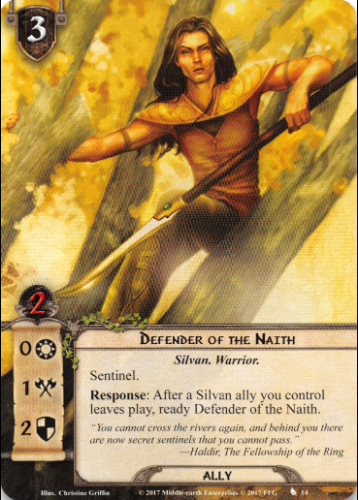 3
2
0
1
2
DEFENDER OF THE NAITH
Silvan. Warrior.
Sentinel.
Response: After a Silvan ally you control
leaves play, ready Defender of the Naith.
“You cannot cross the rivers again, and behind you there
are now secret sentinels that you cannot pass.”
—Haldir, The Fellowship of the Ring
ALLY
Illus. Christine Griffin
© 2017 Middle-earth Enterprises © 2017 FFG
14